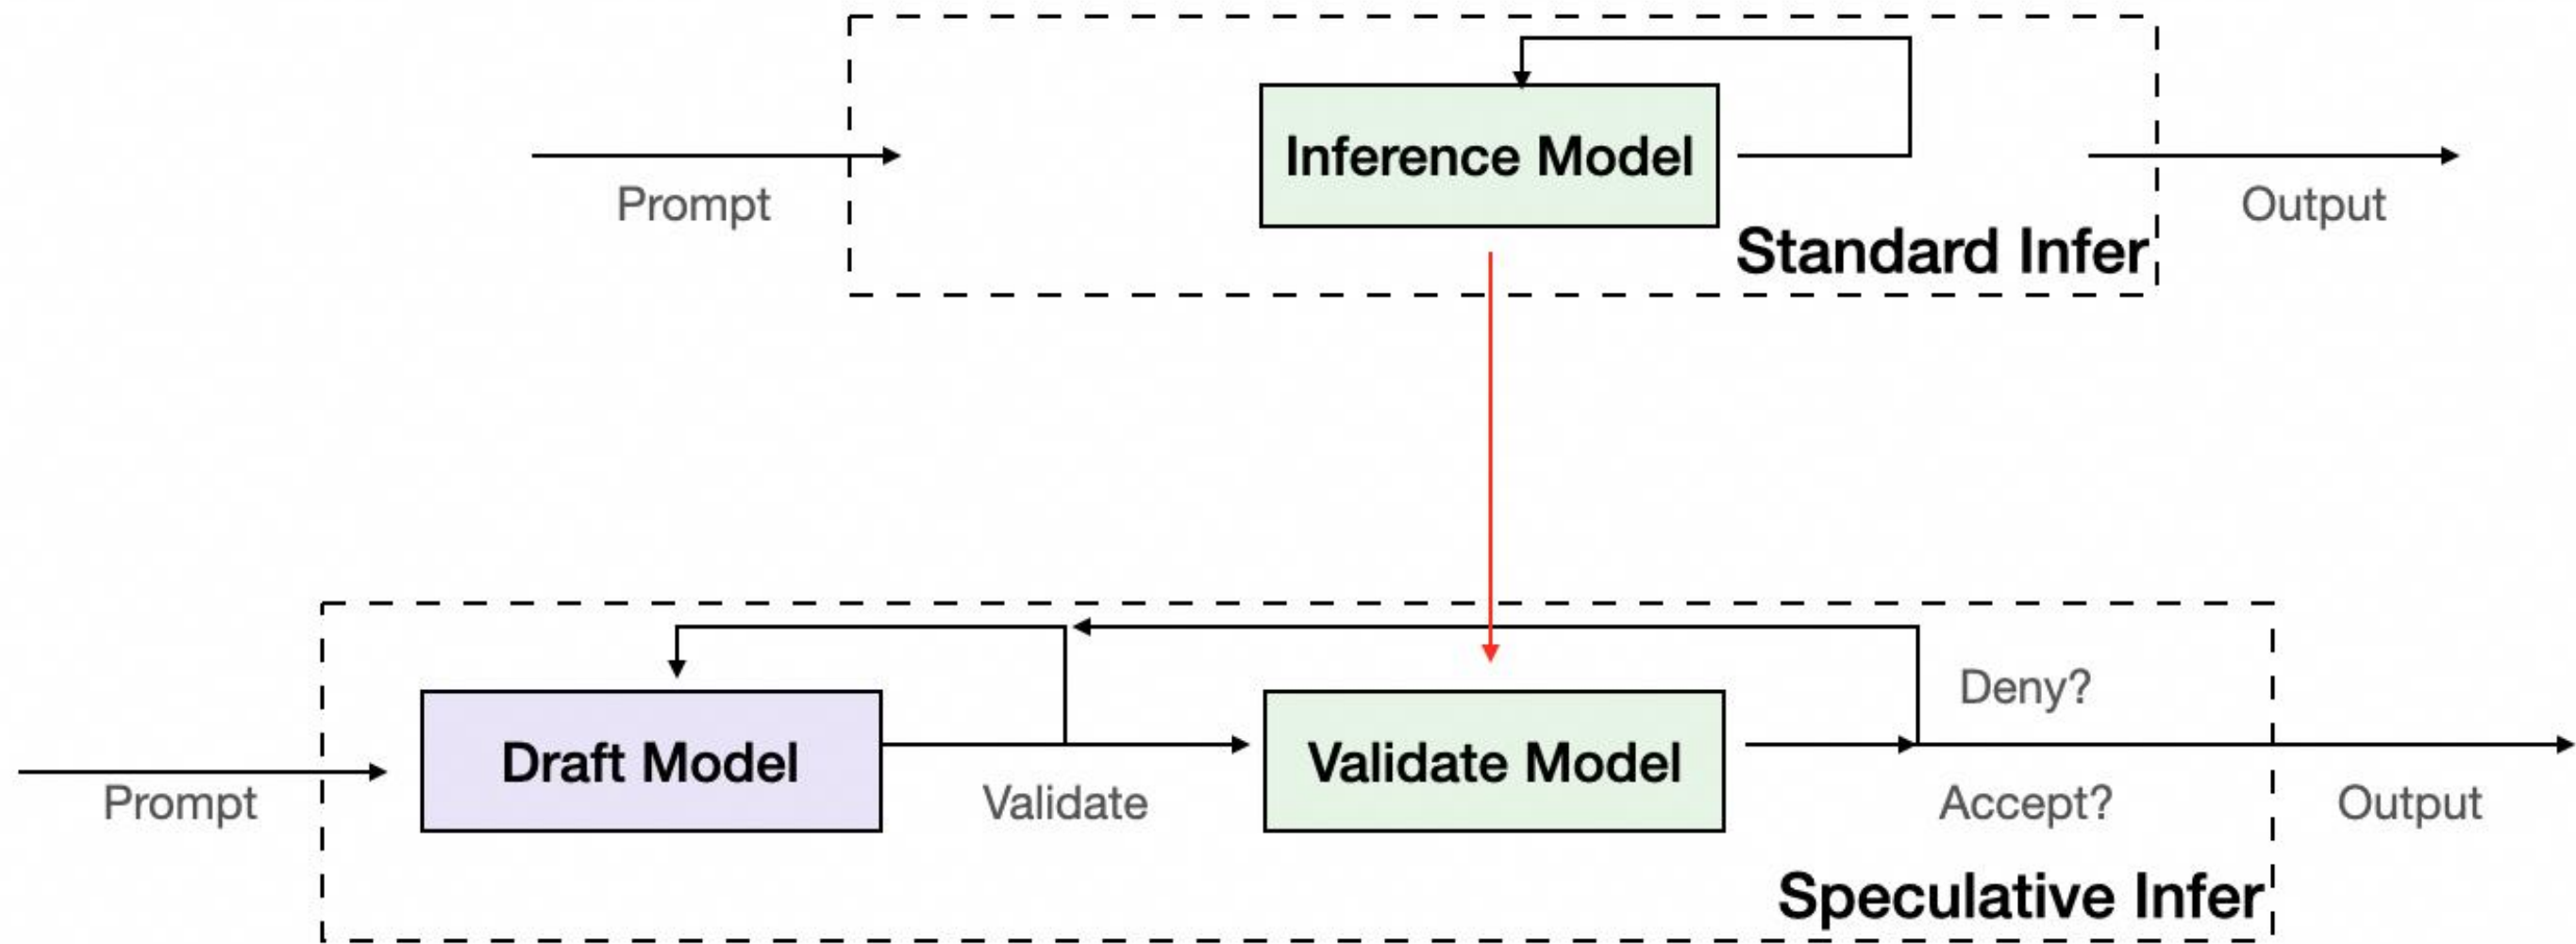 Inference Model
Prompt
Output
Standard Infer
Deny?
Draft Model
Validate Model
Prompt
Validate
Accept?
Output
Speculative Infer